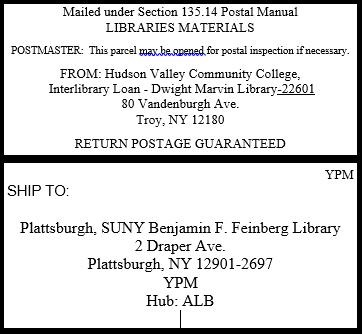 Mailed under Section 135.14 Postal Manual
LIBRARIES MATERIALS
POSTMASTER: This parcel may be opened for postal inspection if necessary.
FROM: Hudson Valley Community College,
Interlibrary Loan - Dwight Marvin Library-22601
80 Vandenburgh Ave.
Troy, NY 12180
RETURN POSTAGE GUARANTEED
YPM
SHIP TO:
Plattsburgh, SUNY Benjamin F. Feinberg Library
2 Draper Ave.
Plattsburgh, NY 12901-2697
YPM
Hub: ALB